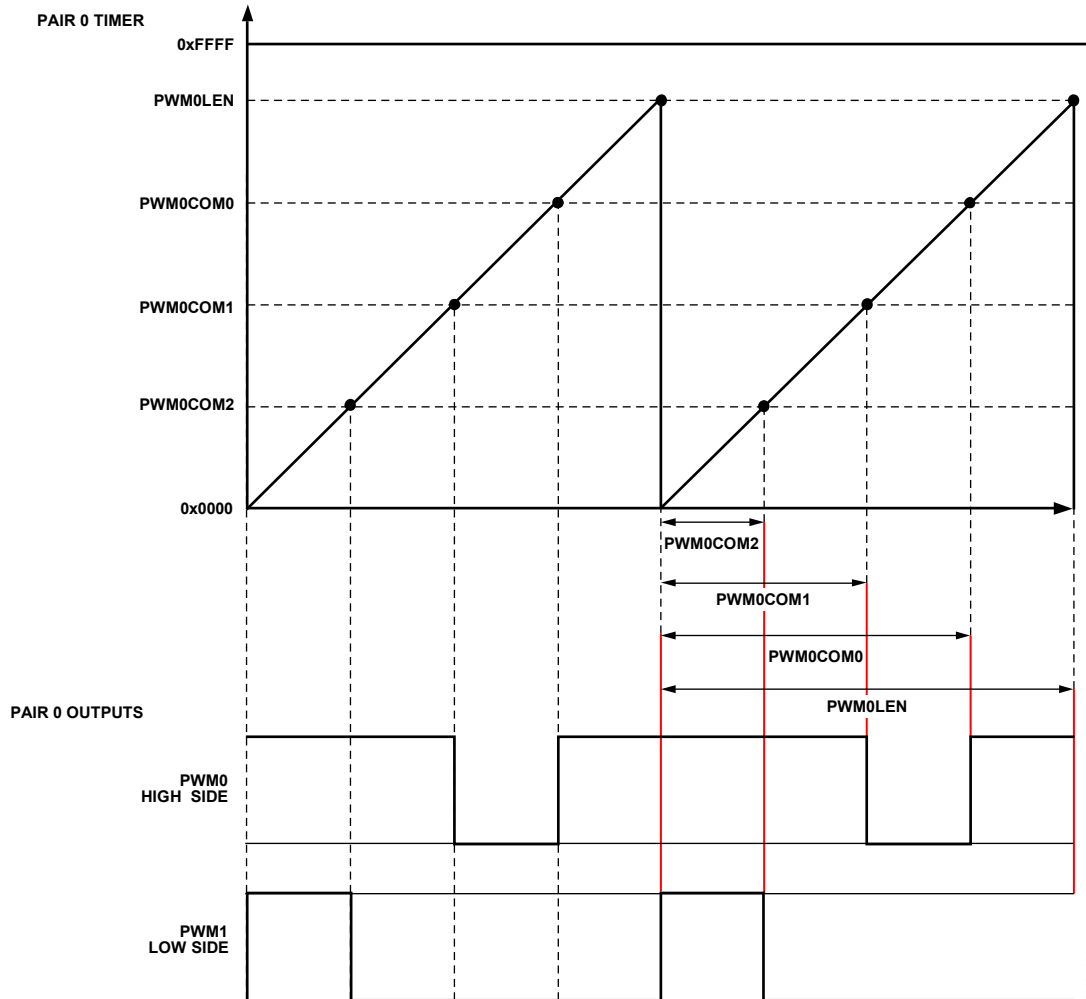 PAIR 0 TIMER
0xFFFF
PWM0LEN
PWM0COM0
PWM0COM1
PWM0COM2
0x0000
PWM0COM2
PWM0COM1
PWM0COM0
PWM0LEN
PAIR 0 OUTPUTS
PWM0
HIGH SIDE
PWM1
LOW SIDE